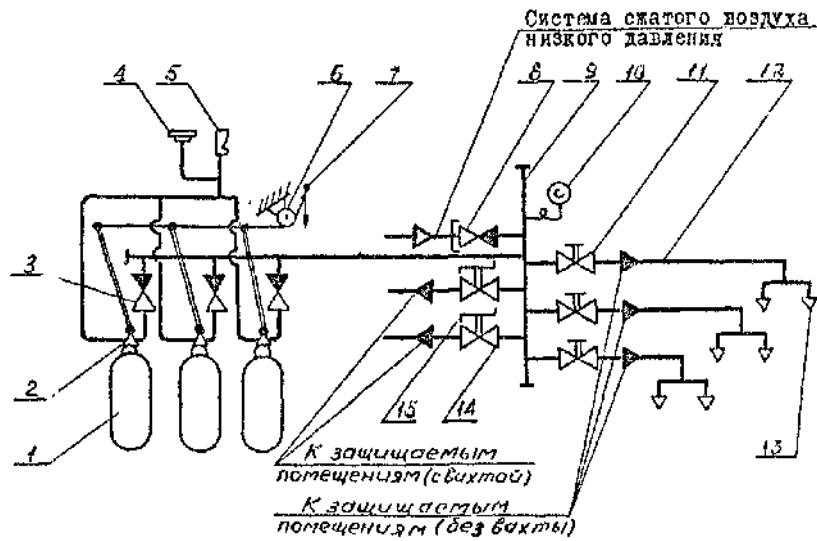 Система сжатого воздуха
низкого давления
4 5 6 7 8 9 10 11 12
3
2
1
15 14
13
К защищаемым
помещениям (с вахтой)
К защищаемым
помещениям (без вахты)